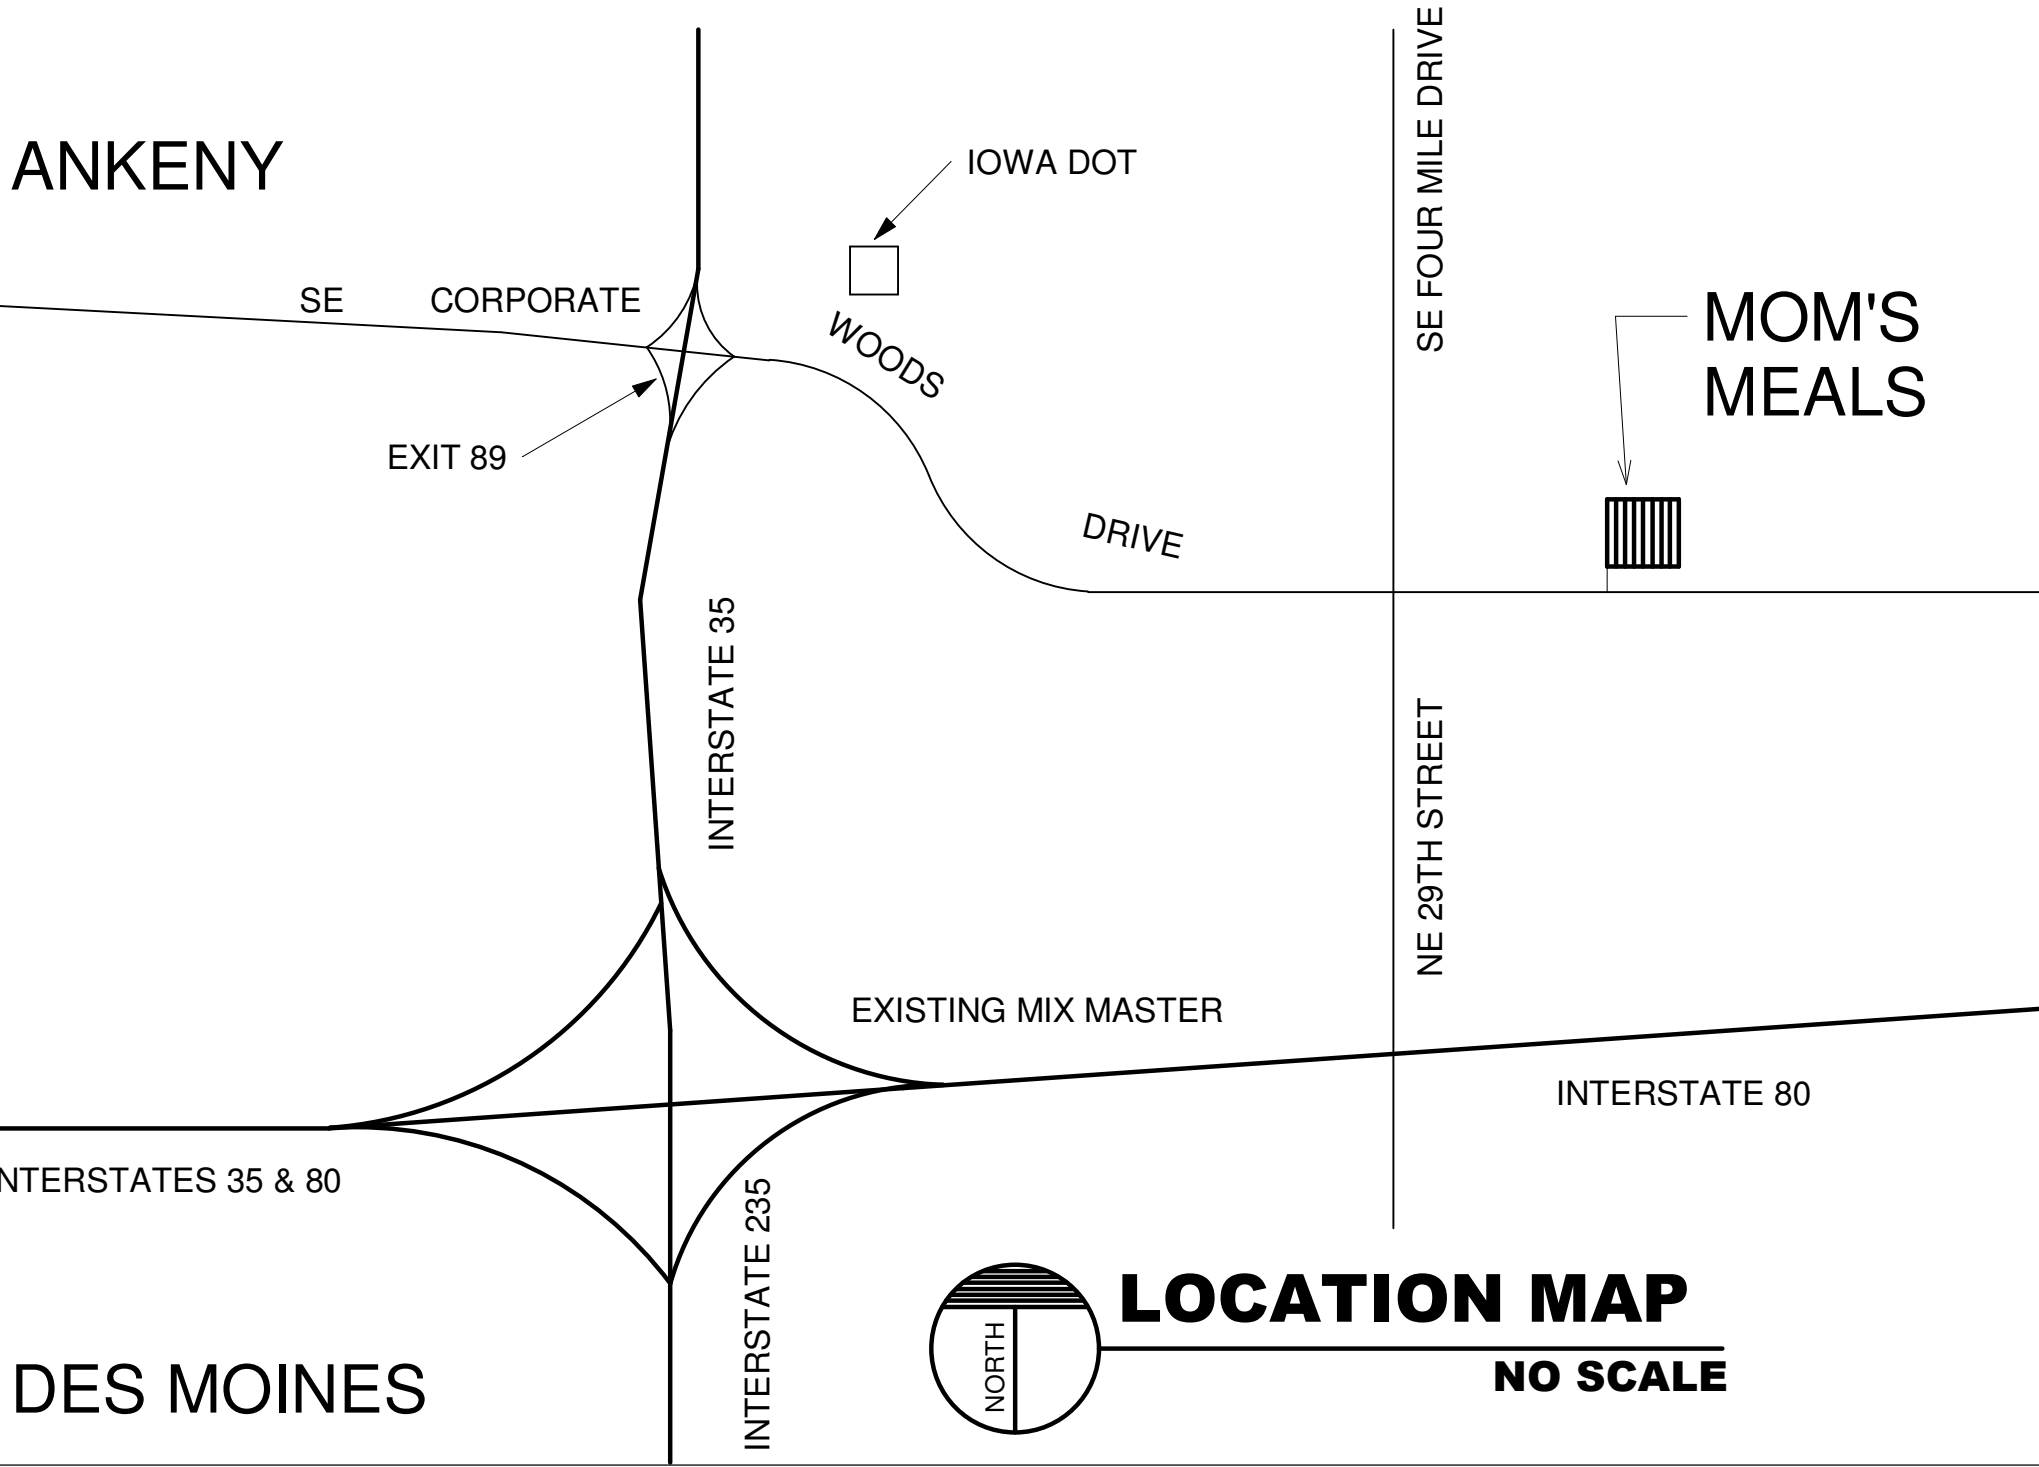 SE FOUR MILE DRIVE
ANKENY
IOWA DOT
SE CORPORATE
WOODS
DRIVE
MOM'S
MEALS
EXIT 89
INTERSTATE 35
NE 29TH STREET
EXISTING MIX MASTER
INTERSTATE 80
NTERSTATES 35 & 80
INTERSTATE 235
NORTH
LOCATION MAP
NO SCALE
DES MOINES